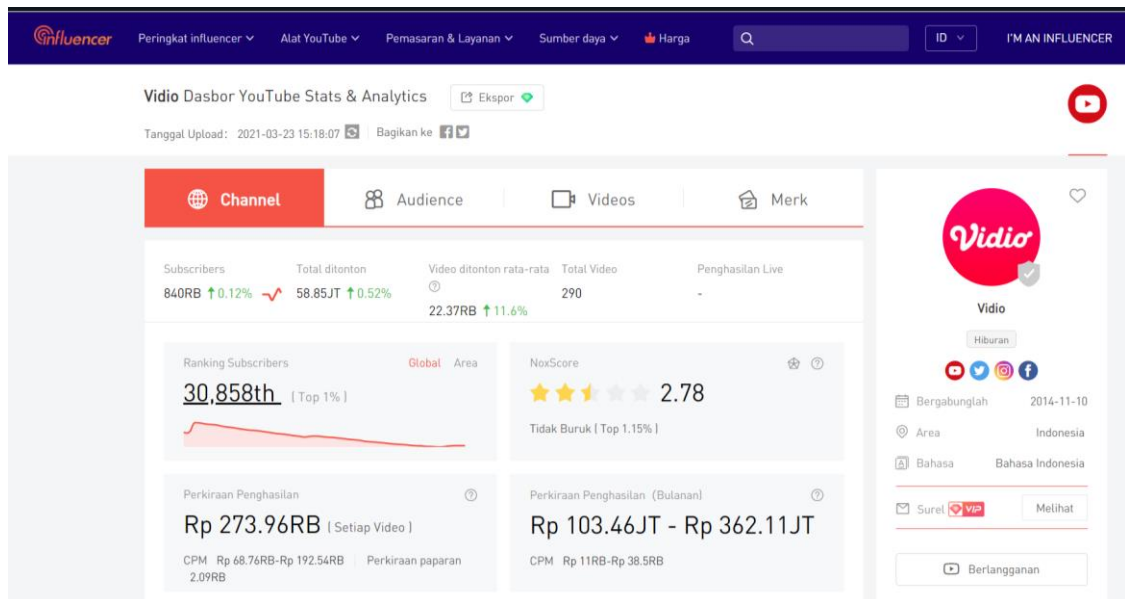 influencer Peringkat influencer Alat YouTube Pemasaran & Layanan Sumber daya Harga ID I'M AN INFLUENCER
Vidio Dasbor YouTube Stats & Analytics Ekspor
Tanggal Upload: 2021-03-23 15:18:07 Bagikan ke
Channel Audience Videos Merk
Subscribers
840RB 0.12%
Total ditonton
58.85JT 0.52%
Video ditonton rata-rata
22.37RB 11.6%
Total Video
290
Penghasilan Live
-
Ranking Subscribers Global Area
30,858th [ Top 1% ]
NoxScore
2.78
Tidak Buruk [ Top 1.15% ]
Perkiraan Penghasilan
Rp 273.96RB ( Setiap Video )
CPM Rp 68.76RB-Rp 192.54RB Perkiraan paparan
2.09RB
Perkiraan Penghasilan (Bulanan)
Rp 103.46JT - Rp 362.11JT
CPM Rp 11RB-Rp 38.5RB
Vidio
Vidio
Hiburan
Bergabunglah 2014-11-10
Area Indonesia
Bahasa Bahasa Indonesia
Surel VIP Melihat
Berlangganan